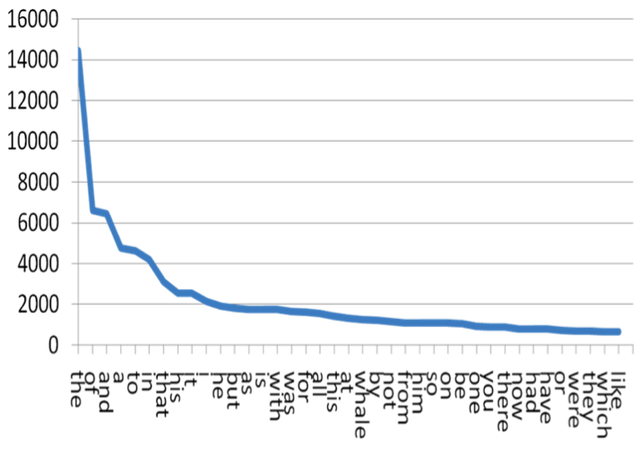 16000
14000
12000
10000
8000
6000
4000
2000
0
the
of
and
a
to
in
that
his
it
i
he
but
as
is
with
was
for
all
this
at
whale
by
not
from
him
so
on
be
one
you
there
now
had
have
or
were
they
which
like